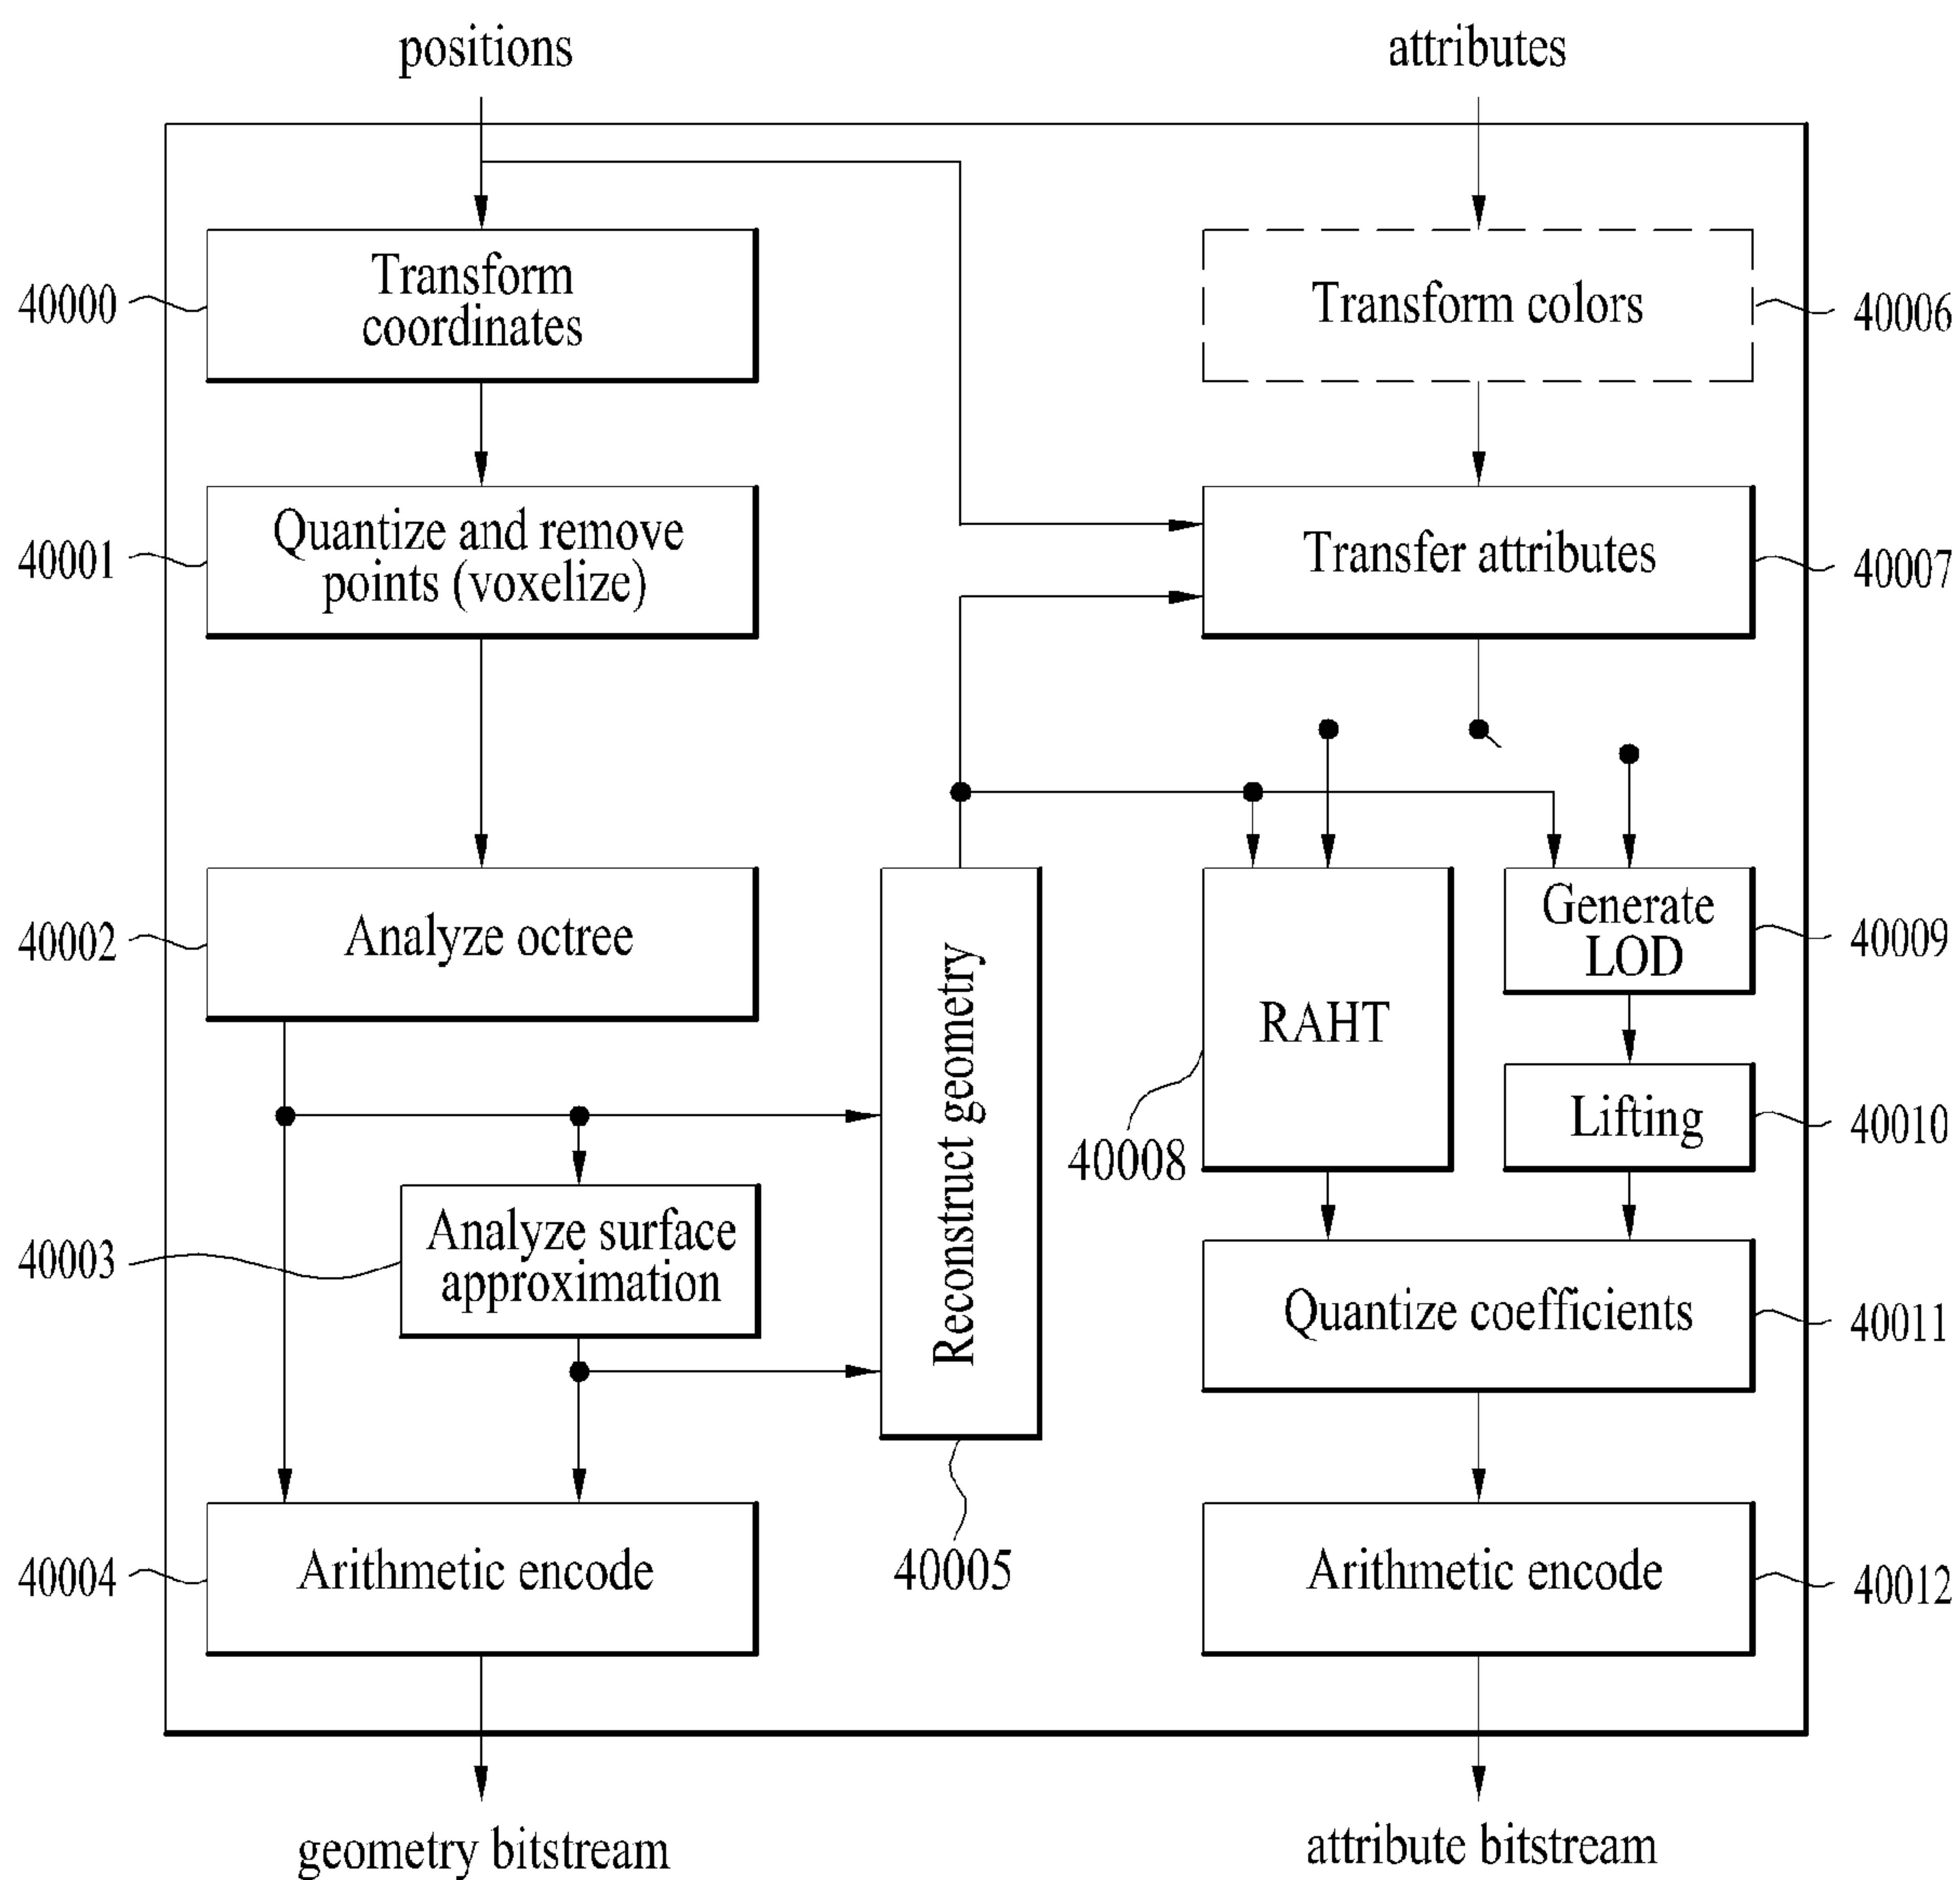 positions
attributes
Transform
coordinates
40000
Transform colors
40006
Quantize and remove
points (voxelize)
40001
Transfer attributes
40007
Analyze octree
40002
Reconstruct geometry
40005
RAHT
40008
Generate
LOD
40009
Lifting
40010
Analyze surface
approximation
40003
Quantize coefficients
40011
Arithmetic encode
40004
Arithmetic encode
40012
geometry bitstream
attribute bitstream